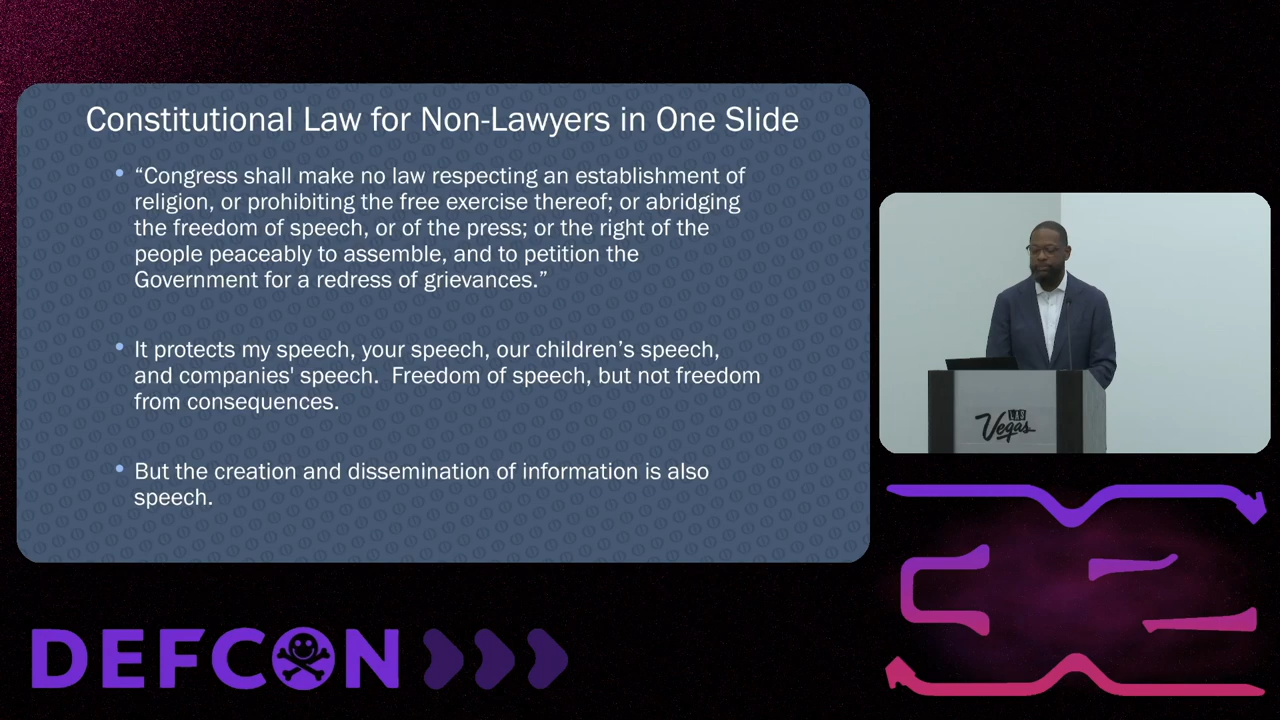 Constitutional Law for Non-Lawyers in One Slide
• “Congress shall make no law respecting an establishment of
religion, or prohibiting the free exercise thereof; or abridging
the freedom of speech, or of the press; or the right of the
people peaceably to assemble, and to petition the
Government for a redress of grievances.”
• It protects my speech, your speech, our children’s speech,
and companies' speech.  Freedom of speech, but not freedom
from consequences.
• But the creation and dissemination of information is also
speech.
LAS
Vegas
DEFCON